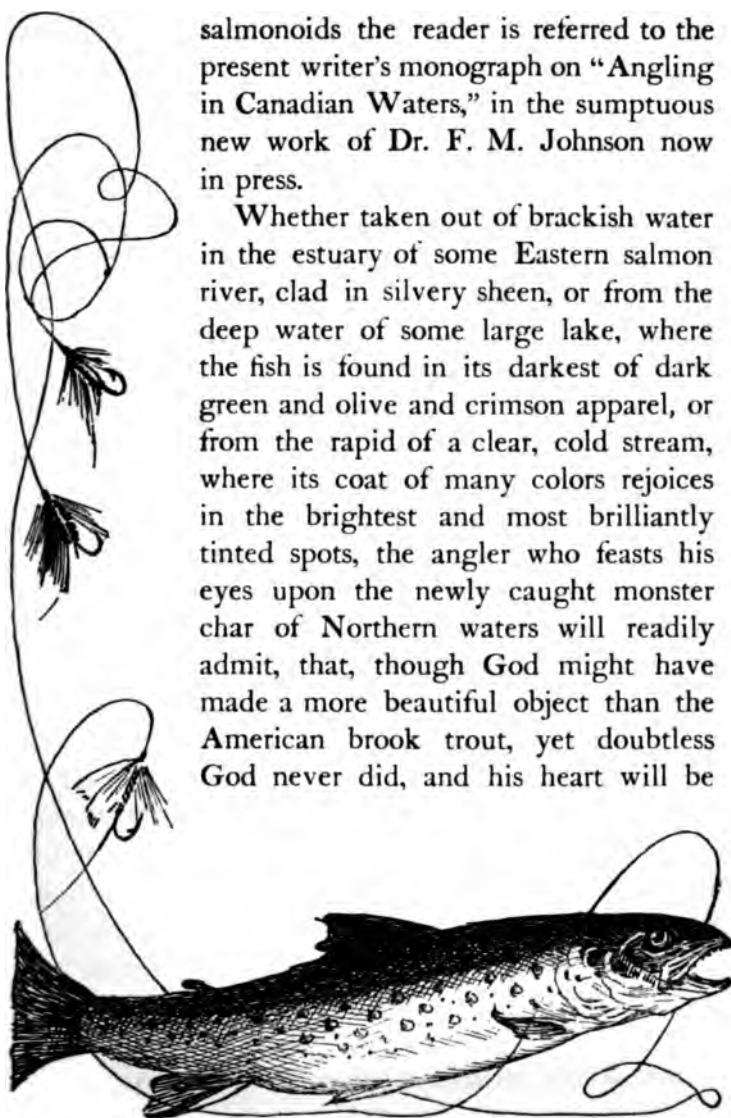 salmonoids the reader is referred to the
present writer's monograph on “Angling
in Canadian Waters,” in the sumptuous
new work of Dr. F. M. Johnson now
in press.
Whether taken out of brackish water
in the estuary of some Eastern salmon
river, clad in silvery sheen, or from the
deep water of some large lake, where
the fish is found in its darkest of dark
green and olive and crimson apparel, or
from the rapid of a clear, cold stream,
where its coat of many colors rejoices
in the brightest and most brilliantly
tinted spots, the angler who feasts his
eyes upon the newly caught monster
char of Northern waters will readily
admit, that, though God might have
made a more beautiful object than the
American brook trout, yet doubtless
God never did, and his heart will be